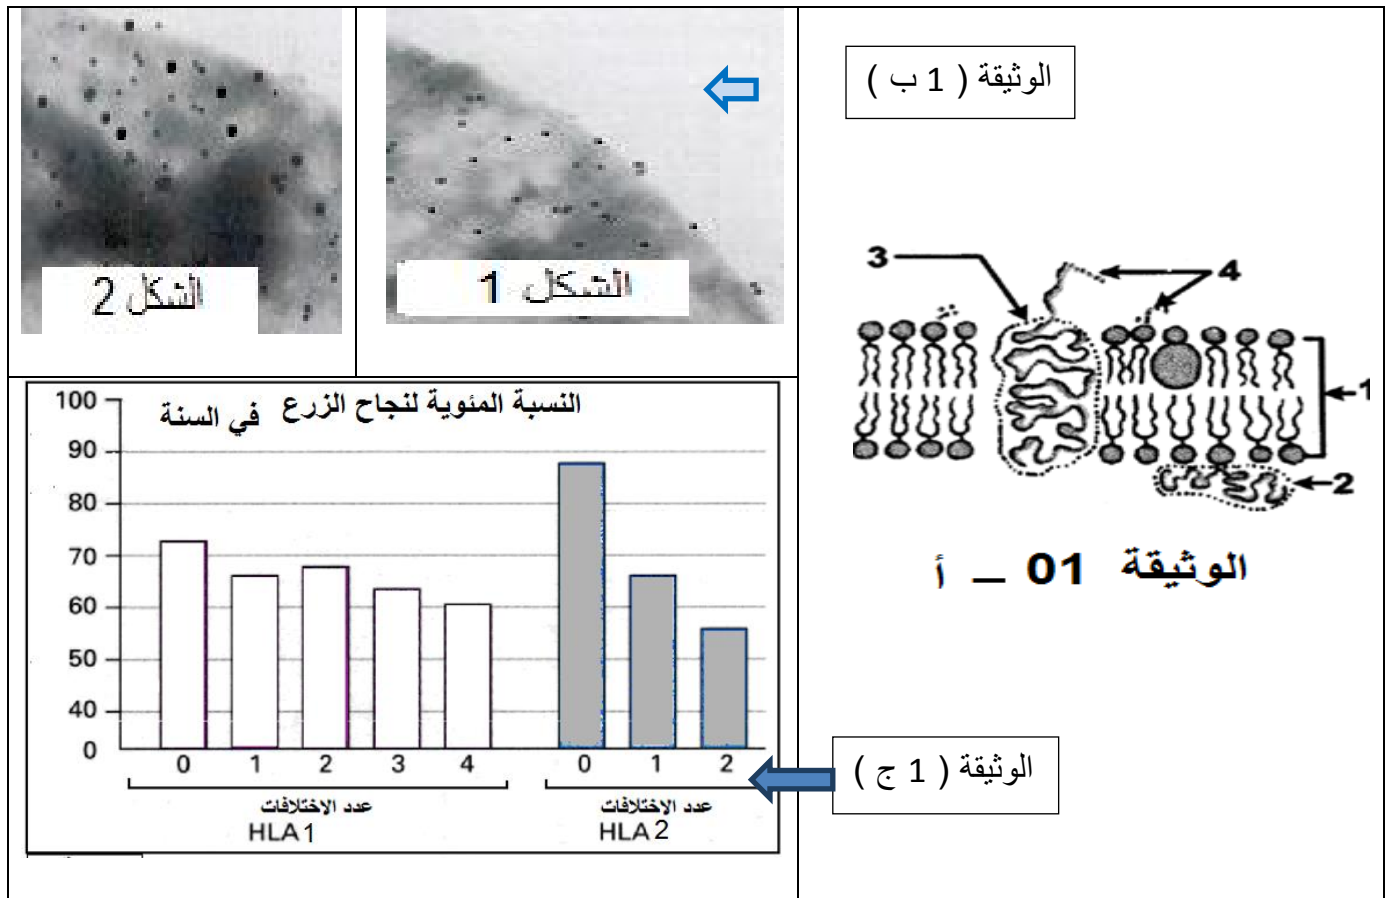 الشكل 2
الشكل 1
الوثيقة ( 1 ب )
3
4
1
2
الوثيقة 01 – أ
النسبة المئوية لنجاح الزرع في السنة
100
90
80
70
60
50
40
0
0 1 2 3 4
0 1 2
عدد الاختلافات
HLA 1
عدد الاختلافات
HLA 2
الوثيقة ( 1 ج )